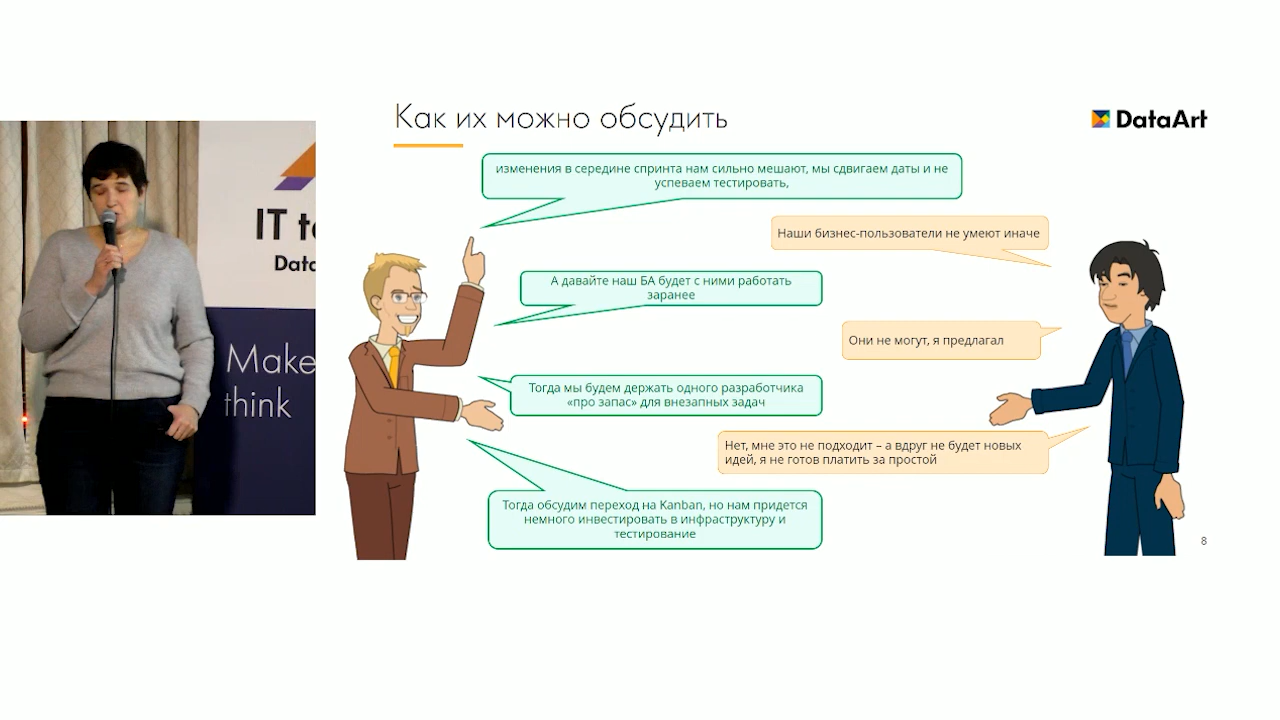 Как их можно обсудить
DataArt
изменения в середине спринта нам сильно мешают, мы сдвигаем даты и не
успеваем тестировать,
Наши бизнес-пользователи не умеют иначе
А давайте наш БА будет с ними работать
заранее
Они не могут, я предлагал
Тогда мы будем держать одного разработчика
«про запас» для внезапных задач
Нет, мне это не подходит – а вдруг не будет новых
идей, я не готов платить за простой
Тогда обсудим переход на Kanban, но нам придется
немного инвестировать в инфраструктуру и
тестирование
8
IT
Data
Make
think